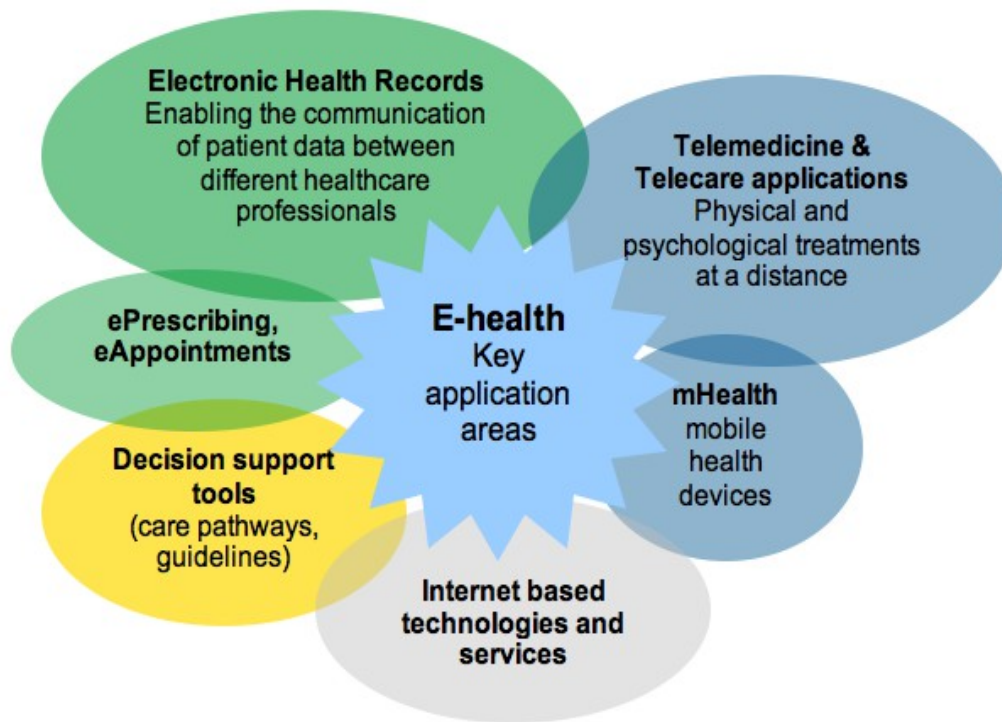 Electronic Health Records
Enabling the communication
of patient data between
different healthcare
professionals
Telemedicine &
Telecare applications
Physical and
psychological treatments
at a distance
ePrescribing,
eAppointments
E-health
Key
application
areas
mHealth
mobile
health
devices
Decision support
tools
(care pathways,
guidelines)
Internet based
technologies and
services